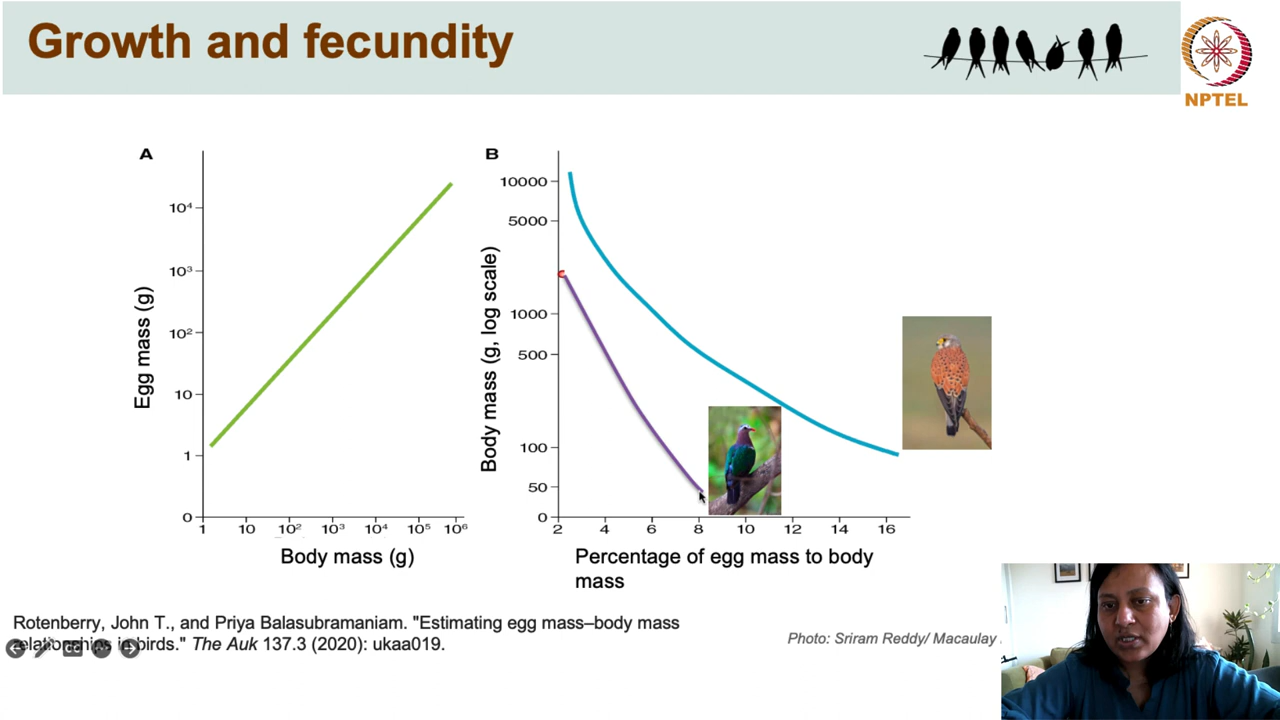 Growth and fecundity
NPTEL
A
Egg mass (g)
10⁴
10³
10²
10
1
0
1 10 10² 10³ 10⁴ 10⁵ 10⁶
Body mass (g)
B
Body mass (g, log scale)
10000
5000
1000
500
100
50
0
2 4 6 8 10 12 14 16
Percentage of egg mass to body
mass
Rotenberry, John T., and Priya Balasubramaniam. "Estimating egg mass–body mass
relationships in birds." The Auk 137.3 (2020): ukaa019.
Photo: Sriram Reddy/ Macaulay